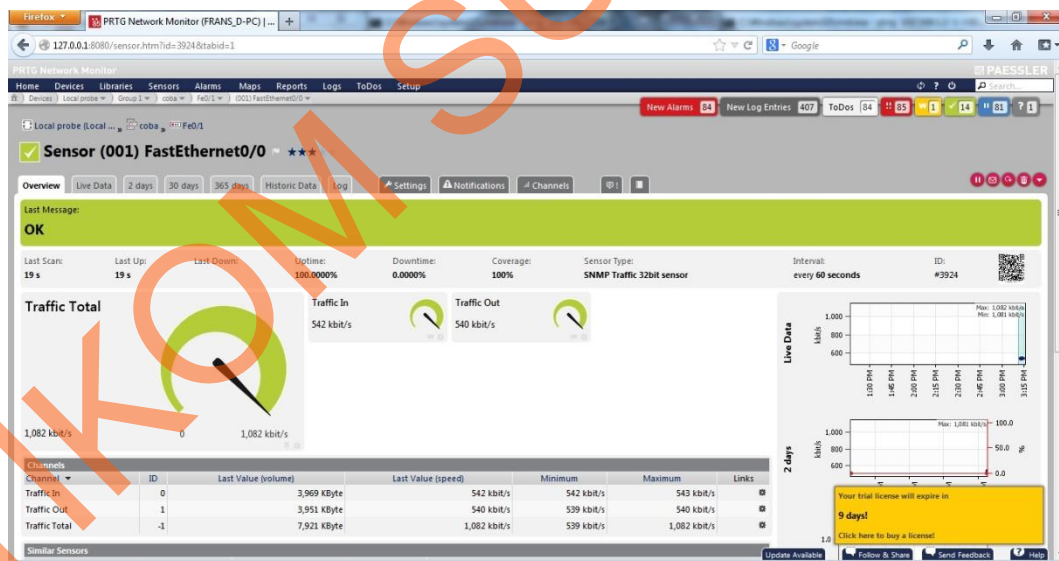 Firefox
PRTG Network Monitor (FRANS_D-PC) | ...
127.0.0.1:8080/sensor.htm?id=3924&tabid=1
Google
PRTG Network Monitor
PAESSLER
Home Devices Libraries Sensors Alarms Maps Reports Logs ToDos Setup
Search...
Devices Local probe Group 1 coba Fe0/1 (001) FastEthernet0/0
New Alarms 84 New Log Entries 407 ToDos 84 !! 85 W 1 14 81 ? 1
Local probe (Local ... coba Fe0/1
Sensor (001) FastEthernet0/0 ★★★
Overview Live Data 2 days 30 days 365 days Historic Data Log Settings Notifications Channels
Last Message:
OK
Last Scan: Last Up: Last Down: Uptime: Downtime: Coverage: Sensor Type: Interval: ID:
19 s 19 s 100.0000% 0.0000% 100% SNMP Traffic 32bit sensor every 60 seconds #3924
Traffic Total
1,082 kbit/s 0 1,082 kbit/s
Traffic In
542 kbit/s
Traffic Out
540 kbit/s
Live Data
kbit/s
Max: 1,082 kbit/s
Min: 1,081 kbit/s
1.000
800
600
1:30 PM 1:45 PM 2:00 PM 2:15 PM 2:30 PM 2:45 PM 3:00 PM 3:15 PM
2 days
kbit/s
Max: 1,081 kbit/s
1.000
800
600
100.0
50.0
0.0
%
1.0
Channels
Channel ID Last Value (volume) Last Value (speed) Minimum Maximum Links
Traffic In 0 3,969 KByte 542 kbit/s 542 kbit/s 543 kbit/s
Traffic Out 1 3,951 KByte 540 kbit/s 539 kbit/s 540 kbit/s
Traffic Total -1 7,921 KByte 1,082 kbit/s 539 kbit/s 1,082 kbit/s
Similar Sensors
Your trial license will expire in
9 days!
Click here to buy a license!
Update Available Follow & Share Send Feedback Help
IKOM SU